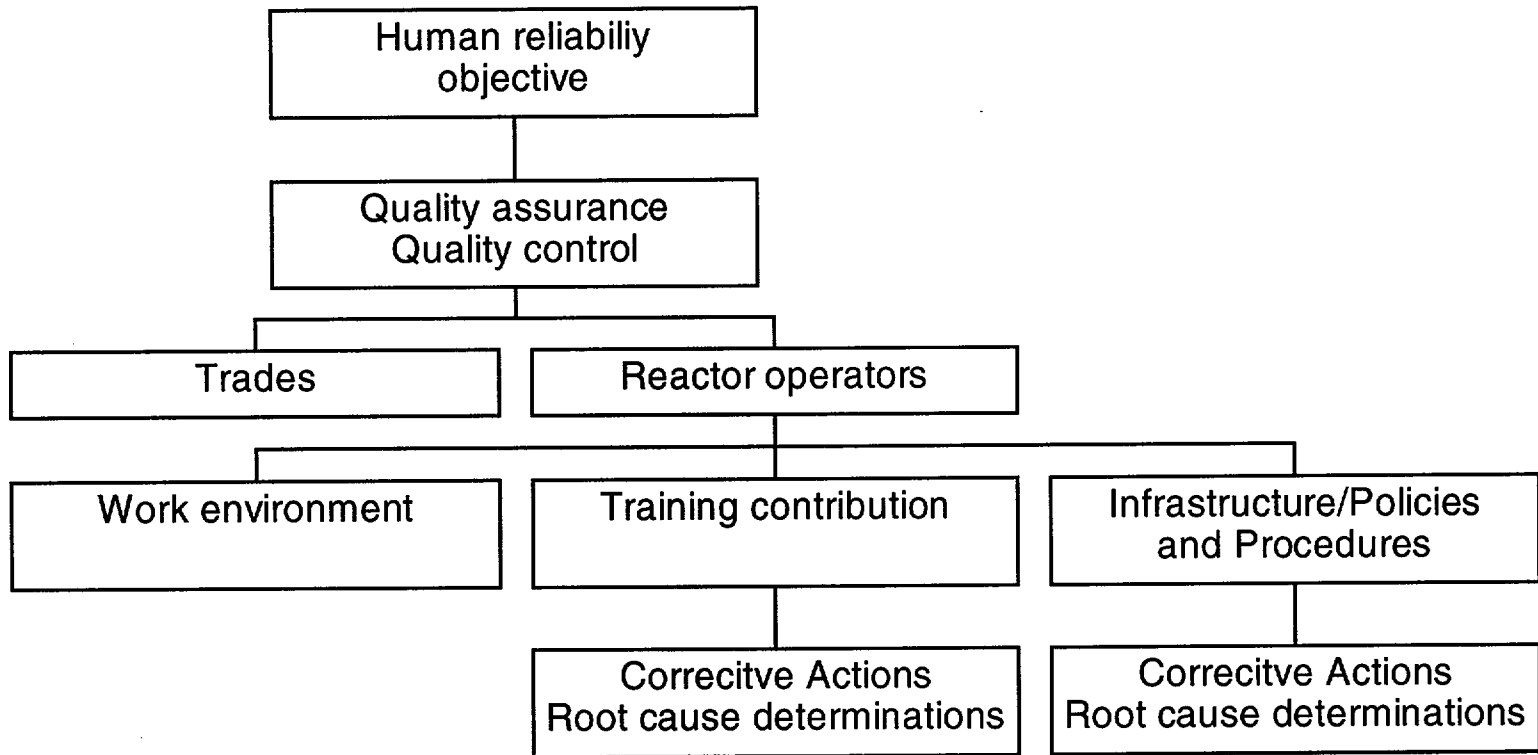 Human reliabiliy
objective
Quality assurance
Quality control
Trades
Reactor operators
Work environment
Training contribution
Infrastructure/Policies
and Procedures
Correcitve Actions
Root cause determinations
Correcitve Actions
Root cause determinations